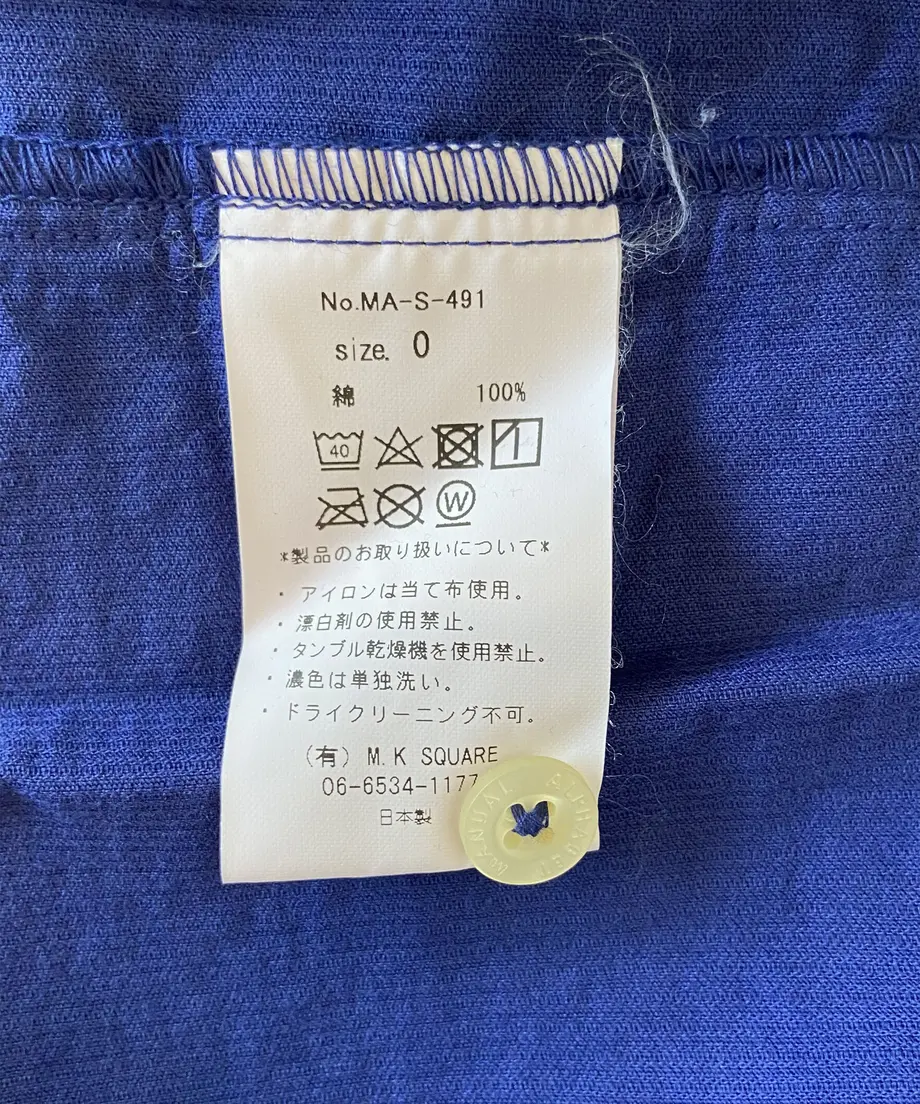 No.MA-S-491
size. 0
綿 100%
40
W
*製品のお取り扱いについて*
・アイロンは当て布使用。
・漂白剤の使用禁止。
・タンブル乾燥機を使用禁止。
・濃色は単独洗い。
・ドライクリーニング不可。
(有) M.K SQUARE
06-6534-1177
日本製
MANUAL ALPHABET